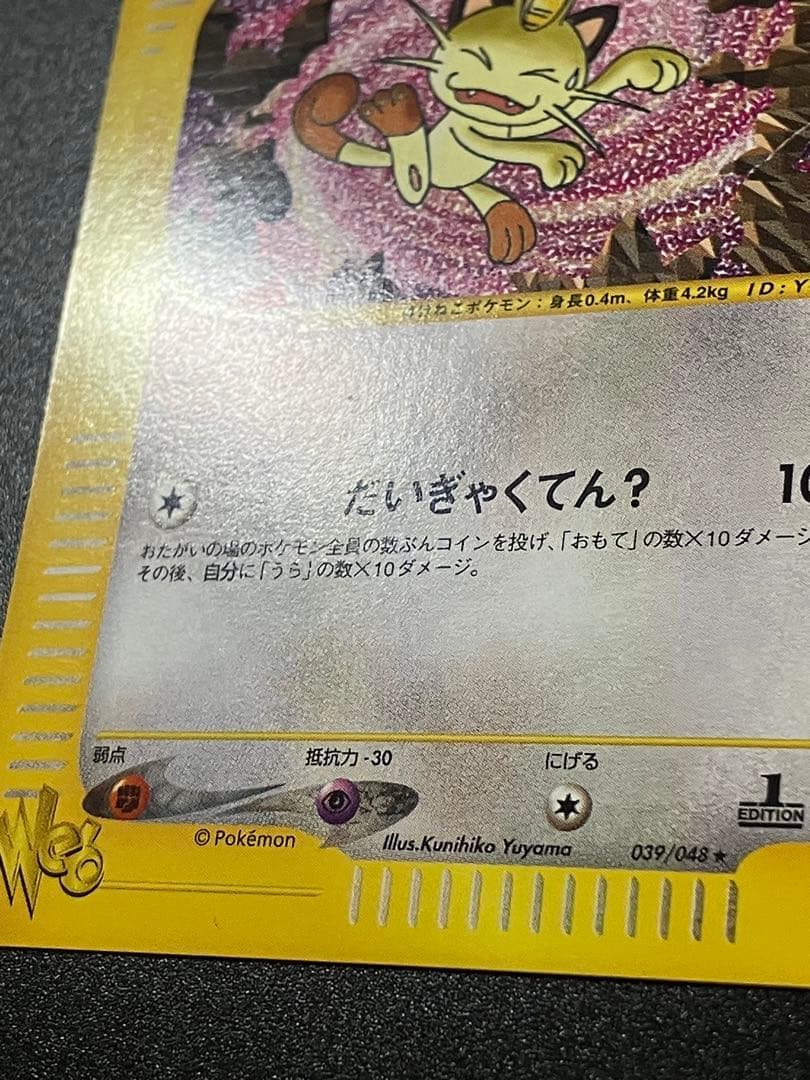 ばけねこポケモン：身長0.4m、体重4.2kg ID：Y
だいぎゃくてん？ 10
おたがいの場のポケモン全員の数ぶんコインを投げ、「おもて」の数×10ダメージ
その後、自分に「うら」の数×10ダメージ。
弱点 抵抗力-30 にげる
1
EDITION
Web
©Pokémon Illus.Kunihiko Yuyama 039/048★